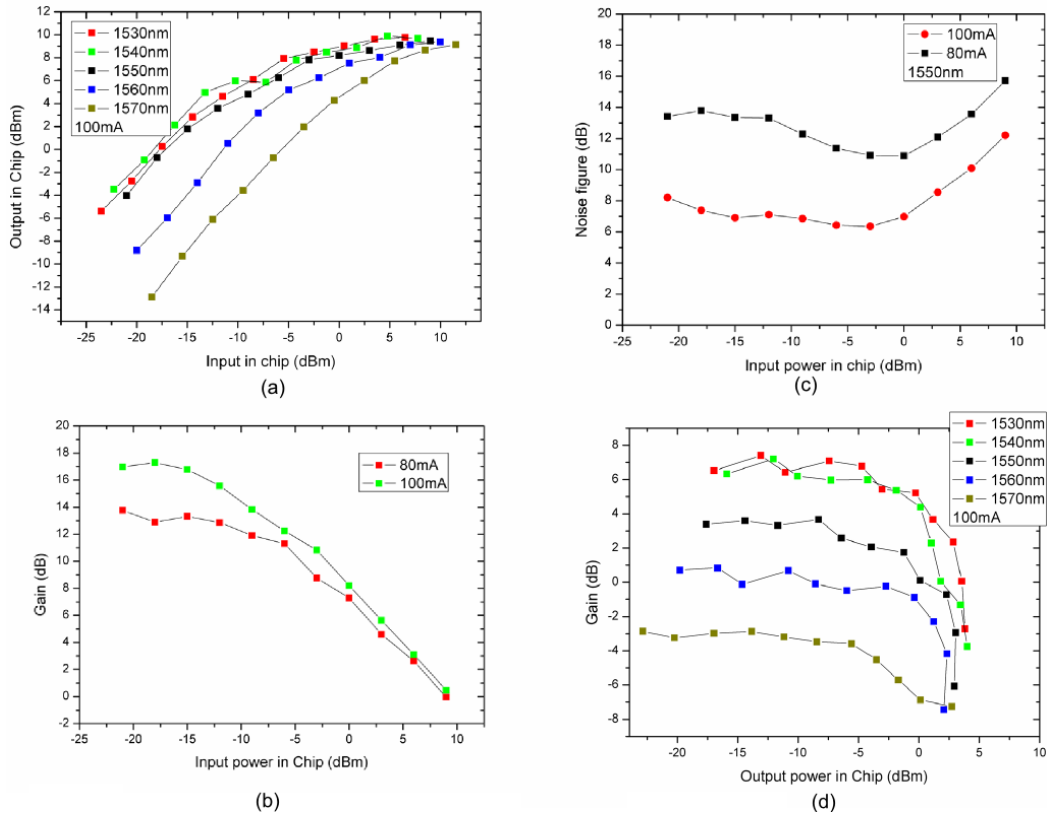 12
10
8
6
4
2
0
-2
-4
-6
-8
-10
-12
-14
Output in Chip (dBm)
1530nm
1540nm
1550nm
1560nm
1570nm
100mA
-25 -20 -15 -10 -5 0 5 10
Input in chip (dBm)
(a)
20
18
16
14
12
10
8
6
4
2
0
Noise figure (dB)
100mA
80mA
1550nm
-25 -20 -15 -10 -5 0 5 10
Input power in chip (dBm)
(c)
20
18
16
14
12
10
8
6
4
2
0
-2
Gain (dB)
80mA
100mA
-25 -20 -15 -10 -5 0 5 10
Input power in Chip (dBm)
(b)
8
6
4
2
0
-2
-4
-6
-8
Gain (dB)
1530nm
1540nm
1550nm
1560nm
1570nm
100mA
-20 -15 -10 -5 0 5 10
Output power in Chip (dBm)
(d)